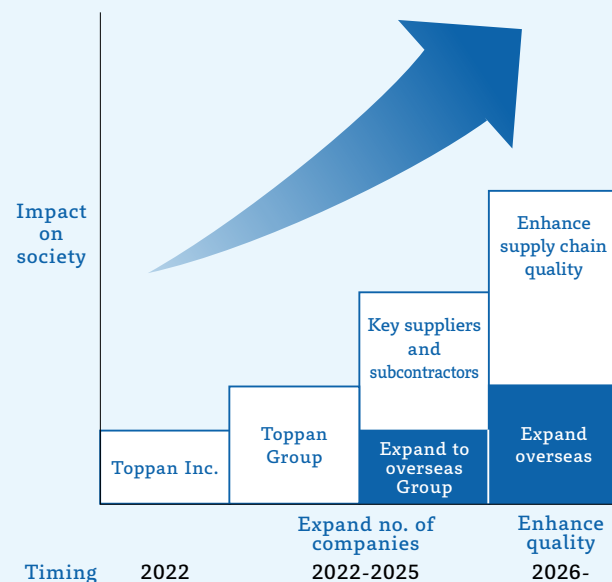 Impact
on
society
Enhance
supply chain
quality
Key suppliers
and
subcontractors
Toppan
Group
Toppan Inc.
Expand to
overseas
Group
Expand
overseas
Expand no. of
companies
Enhance
quality
Timing
2022
2022-2025
2026-